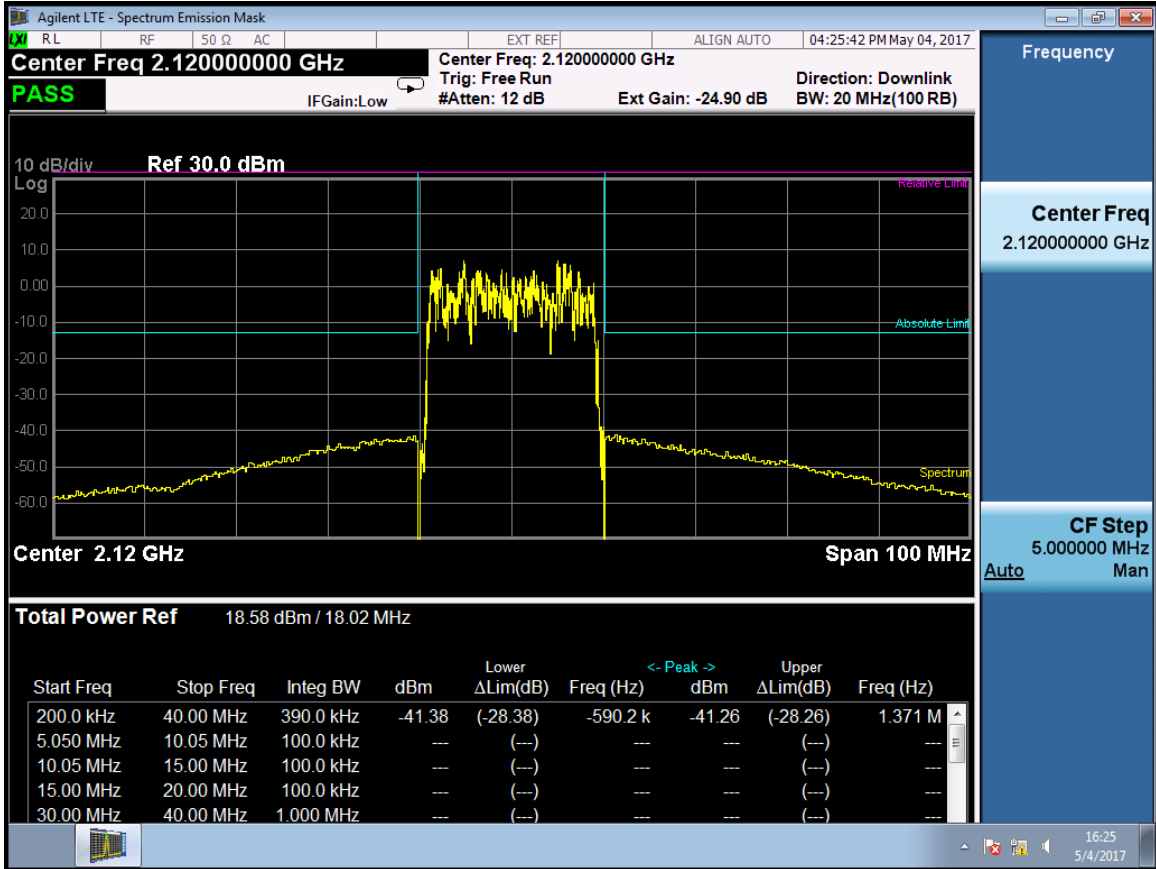 Agilent LTE - Spectrum Emission Mask
LXI RL RF 50 Ω AC EXT REF ALIGN AUTO 04:25:42 PM May 04, 2017
Center Freq 2.120000000 GHz
PASS
IFGain:Low
Center Freq: 2.120000000 GHz
Trig: Free Run
#Atten: 12 dB
Ext Gain: -24.90 dB
Direction: Downlink
BW: 20 MHz(100 RB)
Frequency
10 dB/div Ref 30.0 dBm
Log
Relative Limit
20.0
10.0
0.00
-10.0
Absolute Limit
-20.0
-30.0
-40.0
-50.0
Spectrum
-60.0
Center 2.12 GHz Span 100 MHz
Center Freq
2.120000000 GHz
CF Step
5.000000 MHz
Auto Man
Total Power Ref 18.58 dBm / 18.02 MHz
Lower <- Peak -> Upper
Start Freq Stop Freq Integ BW dBm ΔLim(dB) Freq (Hz) dBm ΔLim(dB) Freq (Hz)
200.0 kHz 40.00 MHz 390.0 kHz -41.38 (-28.38) -590.2 k -41.26 (-28.26) 1.371 M
5.050 MHz 10.05 MHz 100.0 kHz --- (---) --- --- (---) ---
10.05 MHz 15.00 MHz 100.0 kHz --- (---) --- --- (---) ---
15.00 MHz 20.00 MHz 100.0 kHz --- (---) --- --- (---) ---
30.00 MHz 40.00 MHz 1.000 MHz --- (---) --- --- (---) ---
16:25
5/4/2017